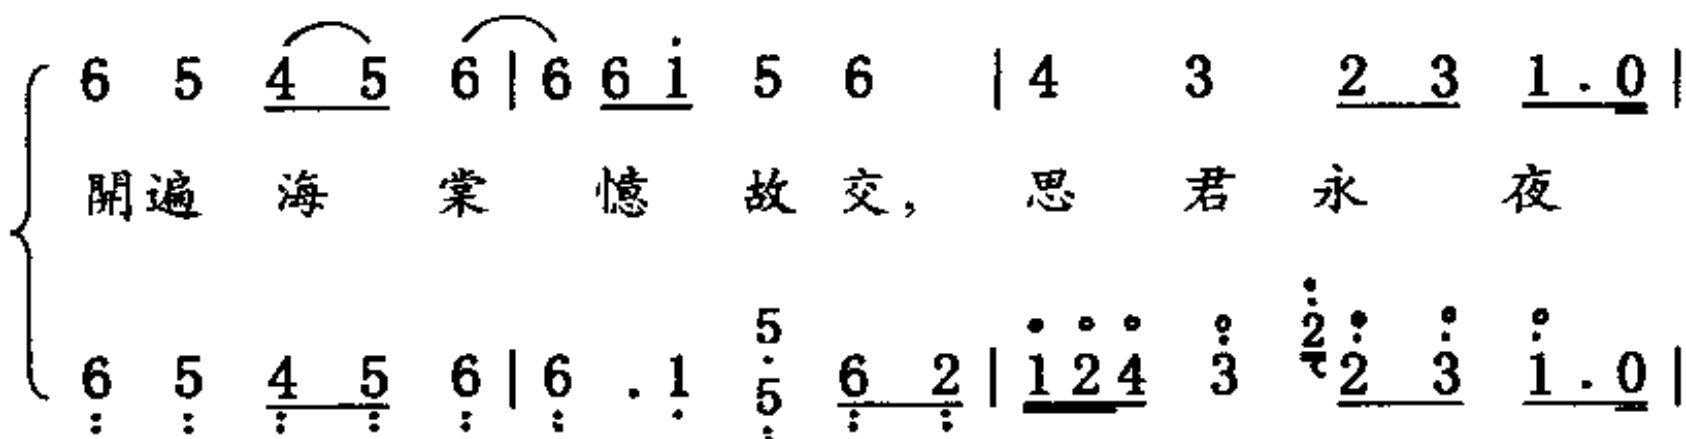 6 5 4 5 6 | 6 6 i 5 6 | 4 3 2 3 1 . 0 |
開遍 海 棠 憶 故 交， 思 君 永 夜
6 5 4 5 6 | 6 . 1 5 5 6 2 | 1 2 4 3 2 2 3 1 . 0 |